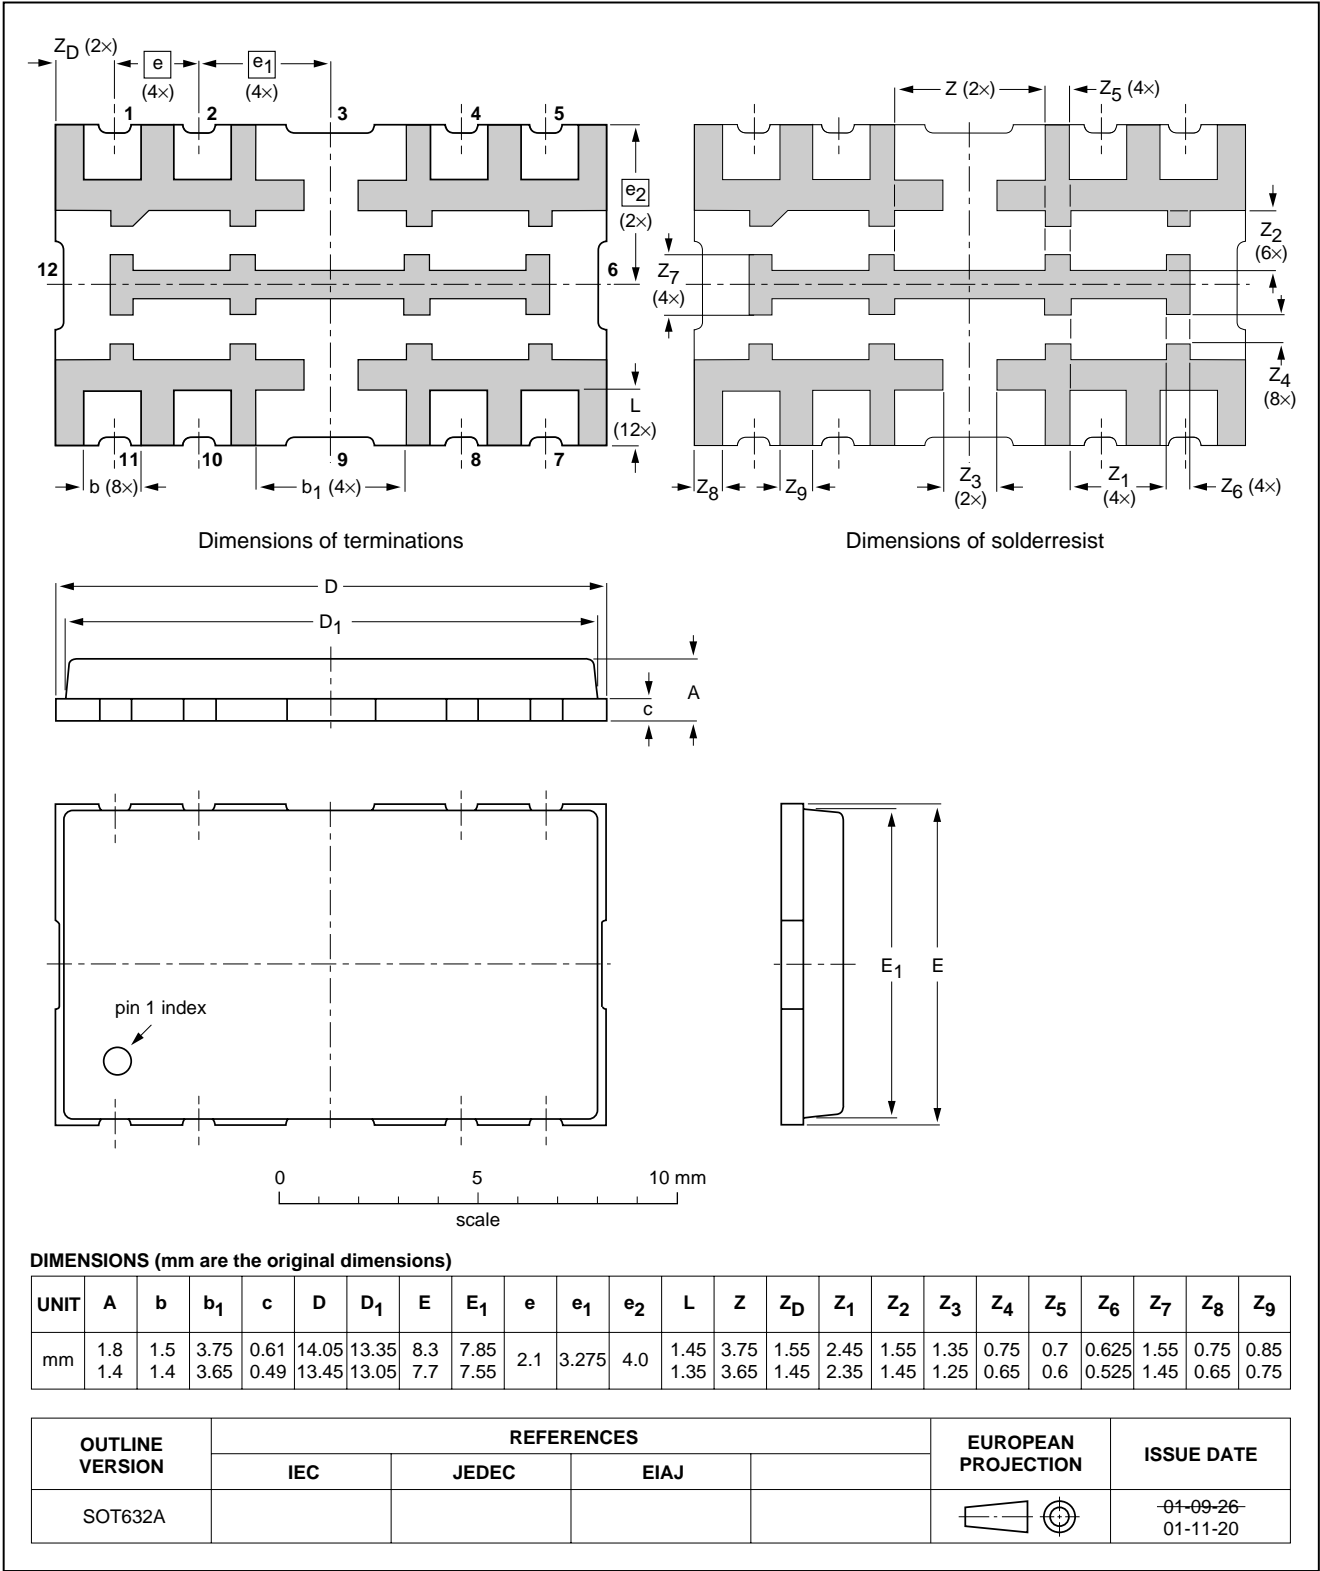 Z_D (2×) e e_1
(4×) (4×)
1 2 3 4 5
e_2
(2×)
12 6
L
(12×)
11 10 9 8 7
b (8×) b_1 (4×)
Dimensions of terminations
Z (2×) Z_5 (4×)
Z_2
(6×)
Z_7
(4×)
Z_4
(8×)
Z_8 Z_9 Z_3 Z_1 Z_6 (4×)
(2×) (4×)
Dimensions of solderresist
D
D_1
A
c
pin 1 index
E_1 E
0 5 10 mm
scale
DIMENSIONS (mm are the original dimensions)
UNIT A b b_1 c D D_1 E E_1 e e_1 e_2 L Z Z_D Z_1 Z_2 Z_3 Z_4 Z_5 Z_6 Z_7 Z_8 Z_9
mm 1.8 1.5 3.75 0.61 14.05 13.35 8.3 7.85 2.1 3.275 4.0 1.45 3.75 1.55 2.45 1.55 1.35 0.75 0.7 0.625 1.55 0.75 0.85
1.4 1.4 3.65 0.49 13.45 13.05 7.7 7.55 1.35 3.65 1.45 2.35 1.45 1.25 0.65 0.6 0.525 1.45 0.65 0.75
OUTLINE VERSION REFERENCES EUROPEAN PROJECTION ISSUE DATE
IEC JEDEC EIAJ
SOT632A 01-09-26
01-11-20